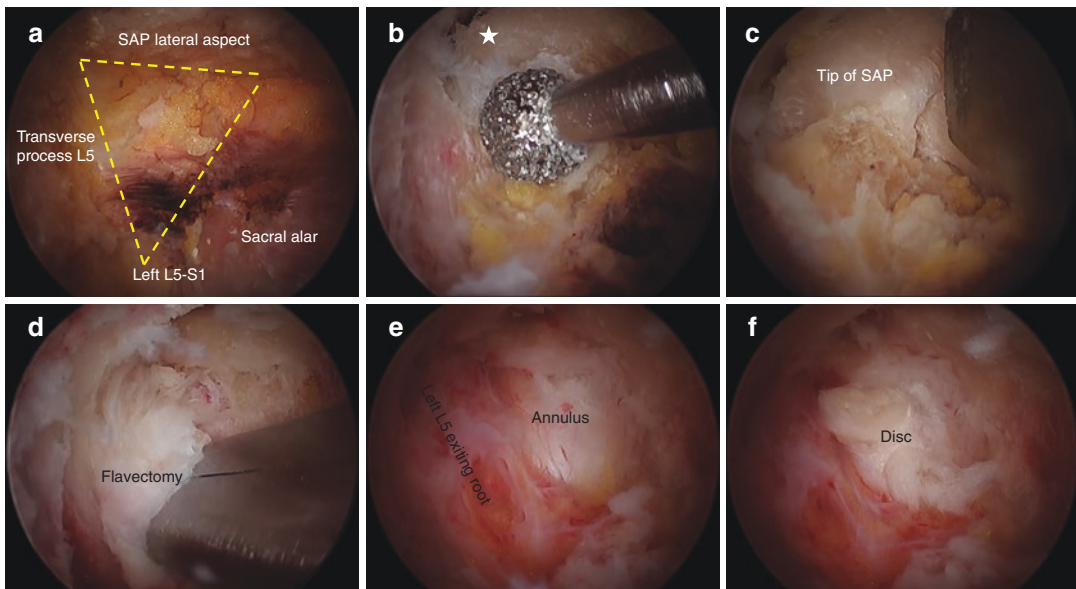 a
SAP lateral aspect
Transverse
process L5
Sacral alar
Left L5-S1
b
c
Tip of SAP
d
Flavectomy
e
Left L5 exiting root
Annulus
f
Disc